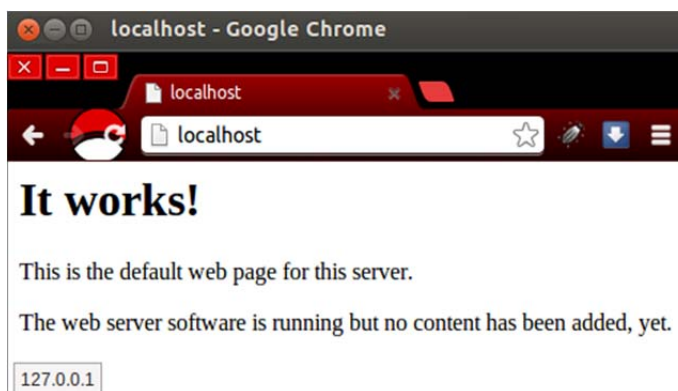 localhost - Google Chrome
localhost
localhost
It works!
This is the default web page for this server.
The web server software is running but no content has been added, yet.
127.0.0.1